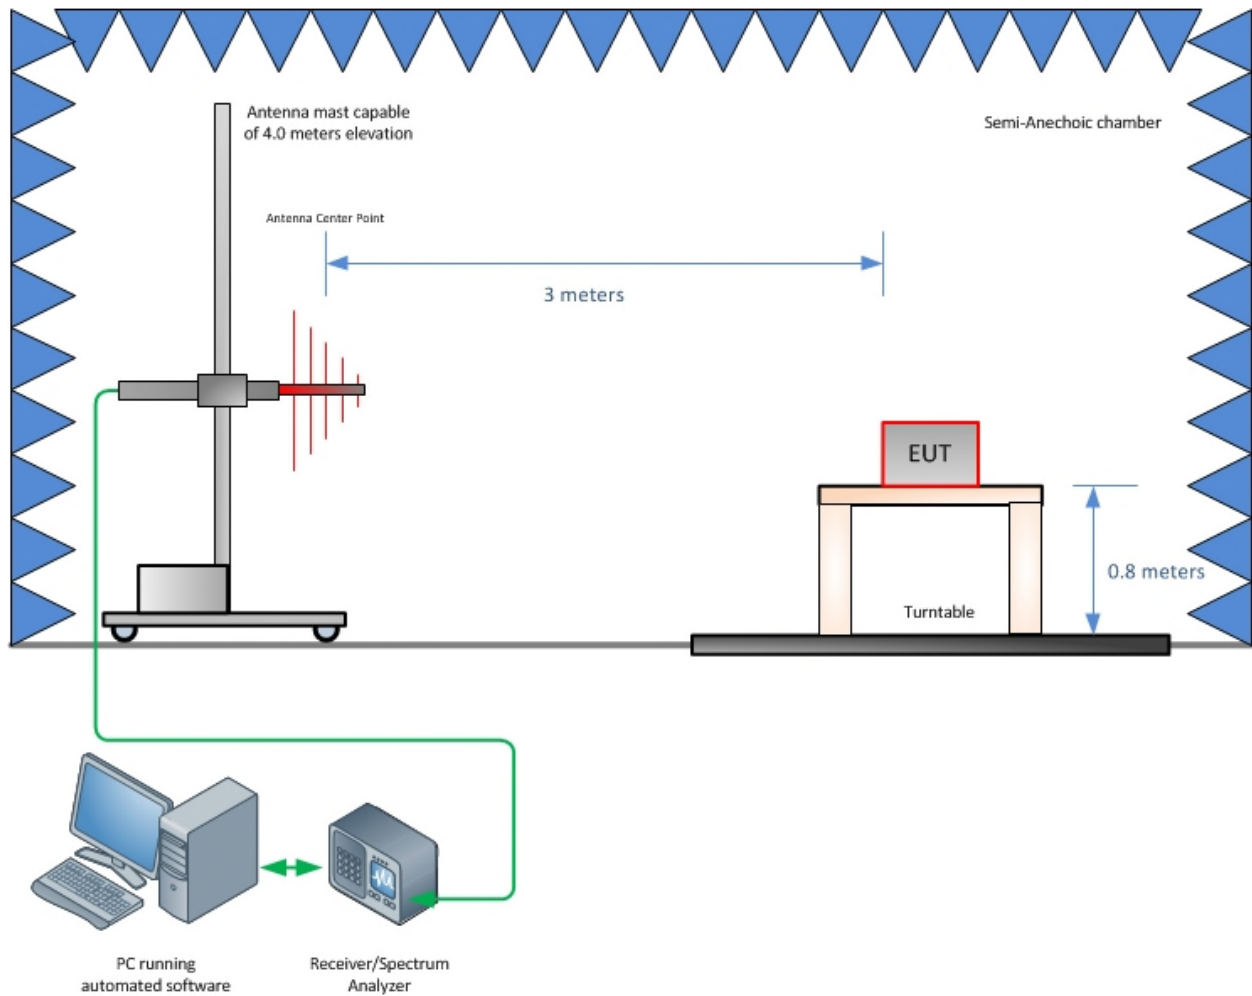 Antenna mast capable
of 4.0 meters elevation
Semi-Anechoic chamber
Antenna Center Point
3 meters
EUT
0.8 meters
Turntable
PC running
automated software
Receiver/Spectrum
Analyzer